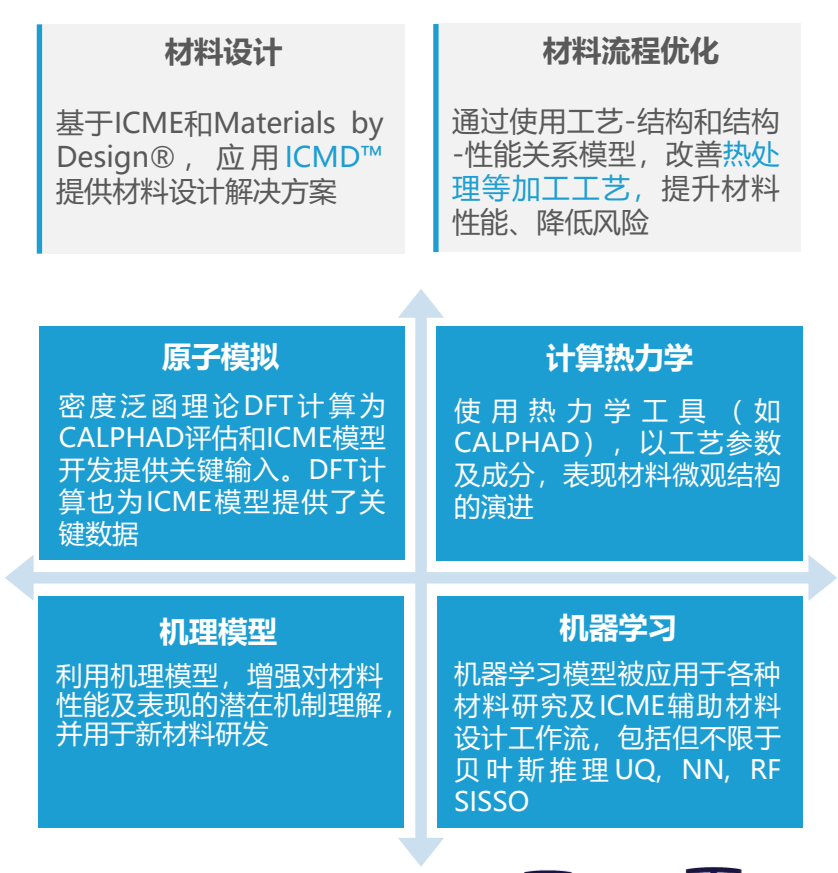 材料设计
基于ICME和Materials by
Design®，应用ICMD™
提供材料设计解决方案
材料流程优化
通过使用工艺-结构和结构
-性能关系模型，改善热处
理等加工工艺，提升材料
性能、降低风险
原子模拟
密度泛函理论DFT计算为
CALPHAD评估和ICME模型
开发提供关键输入。DFT计
算也为ICME模型提供了关
键数据
计算热力学
使用热力学工具（如
CALPHAD），以工艺参数
及成分，表现材料微观结构
的演进
机理模型
利用机理模型，增强对材料
性能及表现的潜在机制理解，
并用于新材料研发
机器学习
机器学习模型被应用于各种
材料研究及ICME辅助材料
设计工作流，包括但不限于
贝叶斯推理UQ, NN, RF
SISSO